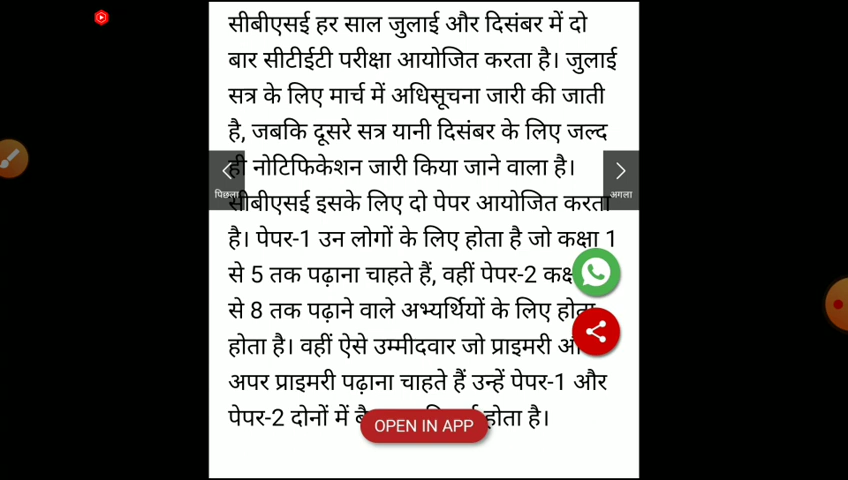 सीबीएसई हर साल जुलाई और दिसंबर में दो
बार सीटीईटी परीक्षा आयोजित करता है। जुलाई
सत्र के लिए मार्च में अधिसूचना जारी की जाती
है, जबकि दूसरे सत्र यानी दिसंबर के लिए जल्द
ही नोटिफिकेशन जारी किया जाने वाला है।
पिछला
अगला
सीबीएसई इसके लिए दो पेपर आयोजित करता
है। पेपर-1 उन लोगों के लिए होता है जो कक्षा 1
से 5 तक पढ़ाना चाहते हैं, वहीं पेपर-2
से 8 तक पढ़ाने वाले अभ्यर्थियों के लिए होता
होता है। वहीं ऐसे उम्मीदवार जो प्राइमरी
अपर प्राइमरी पढ़ाना चाहते हैं उन्हें पेपर-1 और
पेपर-2 दोनों में होता है।
OPEN IN APP